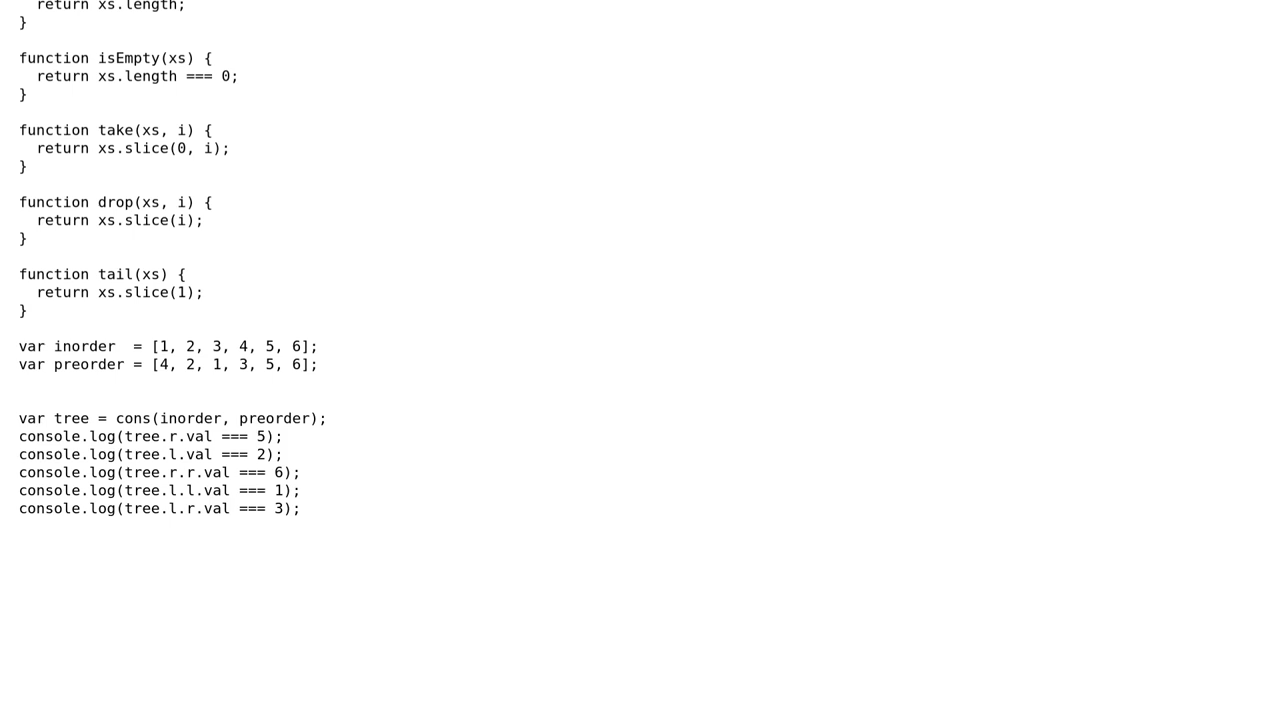 return xs.length;
}
function isEmpty(xs) {
  return xs.length === 0;
}
function take(xs, i) {
  return xs.slice(0, i);
}
function drop(xs, i) {
  return xs.slice(i);
}
function tail(xs) {
  return xs.slice(1);
}
var inorder  = [1, 2, 3, 4, 5, 6];
var preorder = [4, 2, 1, 3, 5, 6];
var tree = cons(inorder, preorder);
console.log(tree.r.val === 5);
console.log(tree.l.val === 2);
console.log(tree.r.r.val === 6);
console.log(tree.l.l.val === 1);
console.log(tree.l.r.val === 3);